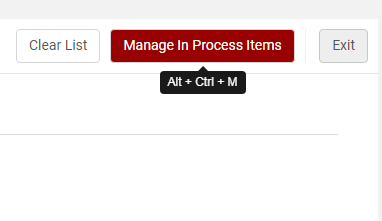 Clear List Manage In Process Items Exit
Alt + Ctrl + M